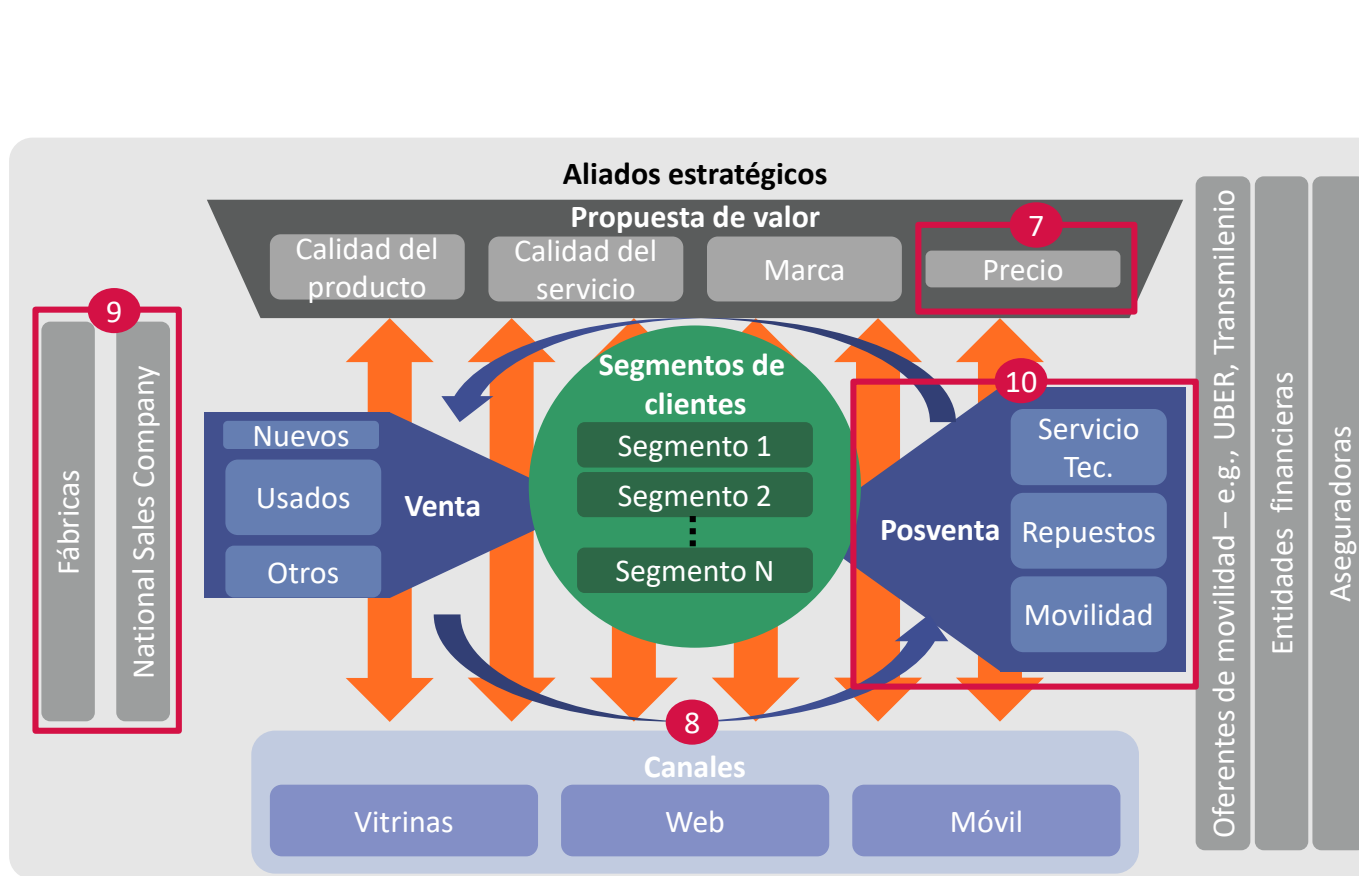 Aliados estratégicos
Propuesta de valor
Calidad del
producto
Calidad del
servicio
Marca
7
Precio
9
Fábricas
National Sales Company
Nuevos
Usados
Otros
Venta
Segmentos de
clientes
Segmento 1
Segmento 2
Segmento N
10
Posventa
Servicio
Tec.
Repuestos
Movilidad
8
Canales
Vitrinas
Web
Móvil
Oferentes de movilidad – e.g., UBER, Transmilenio
Entidades financieras
Aseguradoras